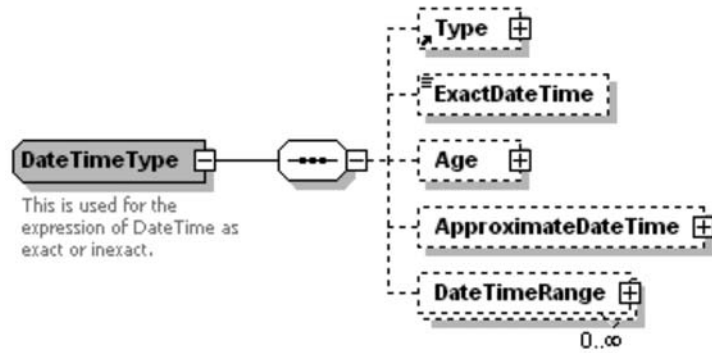 Type
ExactDateTime
DateTimeType
Age
This is used for the
expression of DateTime as
exact or inexact.
ApproximateDateTime
DateTimeRange
0..∞